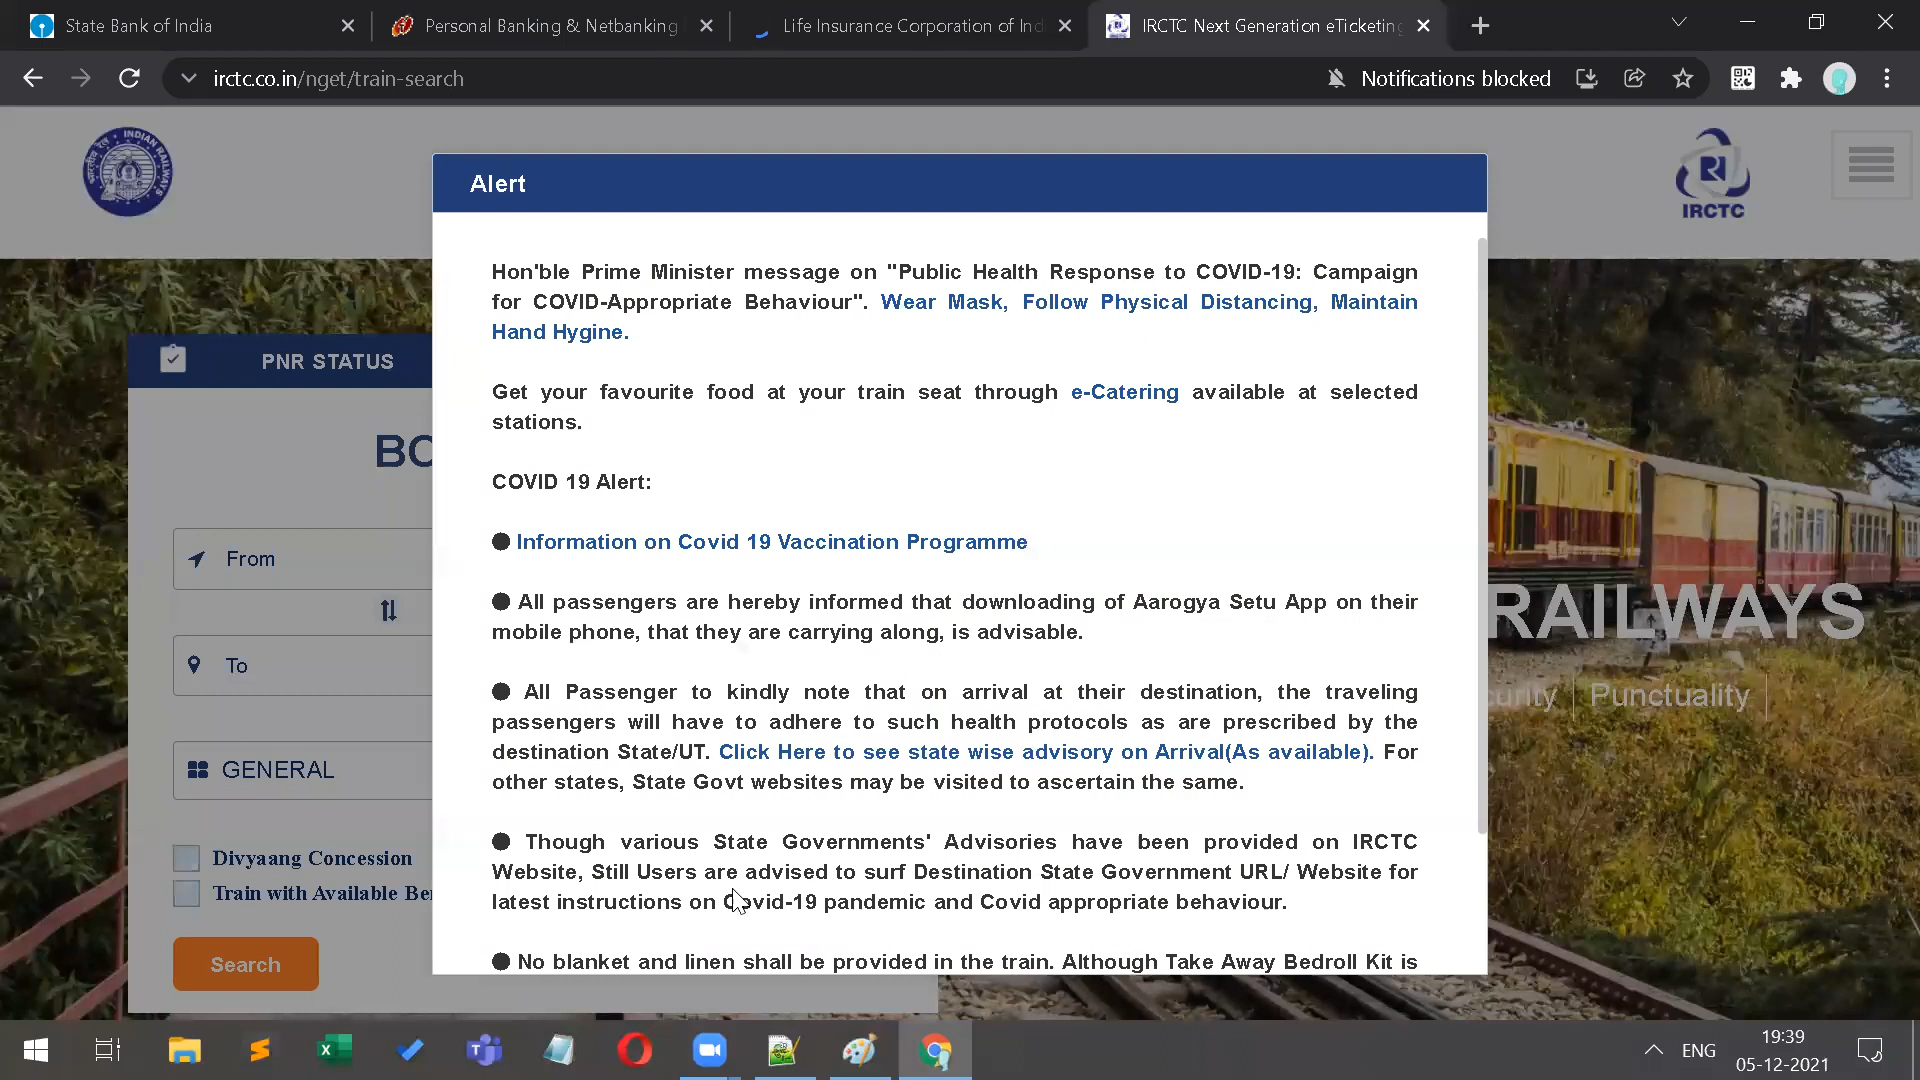 State Bank of India
Personal Banking & Netbanking
Life Insurance Corporation of Ind
IRCTC Next Generation eTicketing
irctc.co.in/nget/train-search
Notifications blocked
INDIAN RAILWAYS
IRCTC
Alert
Hon'ble Prime Minister message on "Public Health Response to COVID-19: Campaign
for COVID-Appropriate Behaviour". Wear Mask, Follow Physical Distancing, Maintain
Hand Hygine.
Get your favourite food at your train seat through e-Catering available at selected
stations.
COVID 19 Alert:
● Information on Covid 19 Vaccination Programme
● All passengers are hereby informed that downloading of Aarogya Setu App on their
mobile phone, that they are carrying along, is advisable.
● All Passenger to kindly note that on arrival at their destination, the traveling
passengers will have to adhere to such health protocols as are prescribed by the
destination State/UT. Click Here to see state wise advisory on Arrival(As available). For
other states, State Govt websites may be visited to ascertain the same.
● Though various State Governments' Advisories have been provided on IRCTC
Website, Still Users are advised to surf Destination State Government URL/ Website for
latest instructions on Covid-19 pandemic and Covid appropriate behaviour.
● No blanket and linen shall be provided in the train. Although Take Away Bedroll Kit is
PNR STATUS
BO
From
To
GENERAL
Divyaang Concession
Train with Available Be
Search
RAILWAYS
curity | Punctuality |
ENG
19:39
05-12-2021